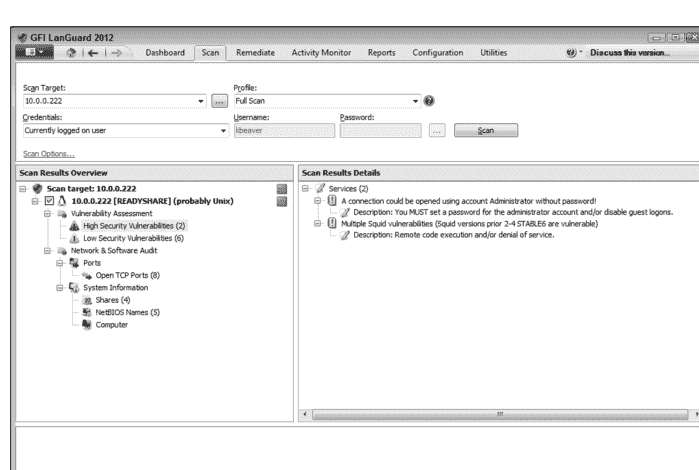 GFI LanGuard 2012
Dashboard Scan Remediate Activity Monitor Reports Configuration Utilities Discuss this version...
Scan Target: Profile:
10.0.0.222 ... Full Scan
Credentials: Username: Password:
Currently logged on user kbeaver ... Scan
Scan Options...
Scan Results Overview
Scan target: 10.0.0.222
10.0.0.222 [READYSHARE] (probably Unix)
Vulnerability Assessment
High Security Vulnerabilities (2)
Low Security Vulnerabilities (6)
Network & Software Audit
Ports
Open TCP Ports (8)
System Information
Shares (4)
NetBIOS Names (5)
Computer
Scan Results Details
Services (2)
A connection could be opened using account Administrator without password!
Description: You MUST set a password for the administrator account and/or disable guest logons.
Multiple Squid vulnerabilities (Squid versions prior 2-4 STABLE6 are vulnerable)
Description: Remote code execution and/or denial of service.